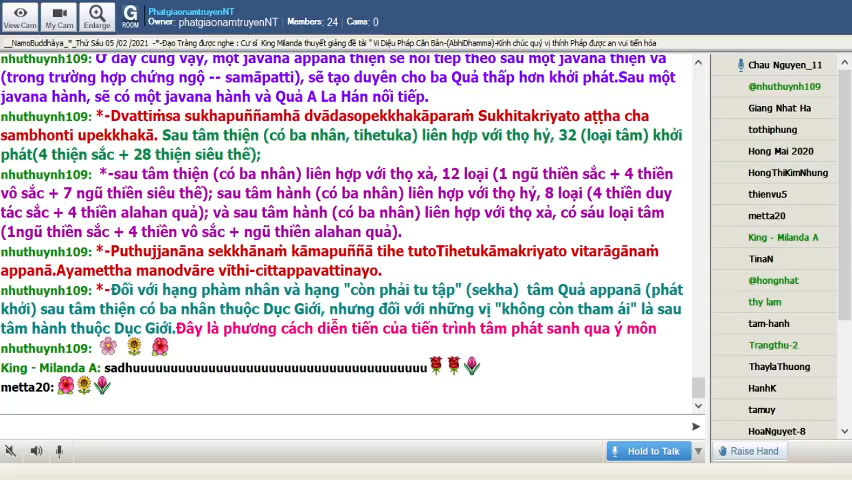 View Cam
My Cam
Enlarge
G
ROOM
PhatgiaonamtruyenNT
Owner: phatgiaonamtruyenNT | Members: 24 | Cams: 0
__NamoBuddhàya_*_Thứ Sáu 05 /02 /2021 -*-Đạo Tràng được nghe : Cư sĩ King Milanda thuyết giảng đề tài " Vi Diệu Pháp Căn Bản-(AbhiDhamma)-Kính chúc quý vị thính Pháp được an vui tiến hóa
nhuthuynh109: Ở đây cũng vậy, một javana appana thiện sẽ nối tiếp theo sau một javana thiện và
(trong trường hợp chứng ngộ -- samāpatti), sẽ tạo duyên cho ba Quả thấp hơn khởi phát.Sau một
javana hành, sẽ có một javana hành và Quả A La Hán nối tiếp.
nhuthuynh109: *-Dvattiṁsa sukhapuññamhā dvādasopekkhakāparaṁ Sukhitakriyato aṭṭha cha
sambhonti upekkhakā. Sau tâm thiện (có ba nhân, tihetuka) liên hợp với thọ hỷ, 32 (loại tâm) khởi
phát(4 thiện sắc + 28 thiện siêu thế);
nhuthuynh109: *-sau tâm thiện (có ba nhân) liên hợp với thọ xả, 12 loại (1 ngũ thiền sắc + 4 thiền
vô sắc + 7 ngũ thiền siêu thế); sau tâm hành (có ba nhân) liên hợp với thọ hỷ, 8 loại (4 thiền duy
tác sắc + 4 thiền alahan quả); và sau tâm hành (có ba nhân) liên hợp với thọ xả, có sáu loại tâm
(1ngũ thiền sắc + 4 thiền vô sắc + ngũ thiền alahan quả).
nhuthuynh109: *-Puthujjanāna sekkhānaṁ kāmapuññā tihe tutoTihetukāmakriyato vitarāgānaṁ
appanā.Ayamettha manodvāre vīthi-cittappavattinayo.
nhuthuynh109: *-Đối với hạng phàm nhân và hạng "còn phải tu tập" (sekha) tâm Quả appanā (phát
khởi) sau tâm thiện có ba nhân thuộc Dục Giới, nhưng đối với những vị "không còn tham ái" là sau
tâm hành thuộc Dục Giới.Đây là phương cách diễn tiến của tiến trình tâm phát sanh qua ý môn
nhuthuynh109:
King - Milanda A: sadhuuuuuuuuuuuuuuuuuuuuuuuuuuuuuuuuuuuuuuu
metta20:
Hold to Talk
Chau Nguyen_11
@nhuthuynh109
Giang Nhat Ha
tothiphung
Hong Mai 2020
HongThiKimNhung
thienvu5
metta20
King - Milanda A
TinaN
@hongnhat
thy lam
tam-hanh
Trangthu-2
ThaylaThuong
HanhK
tamuy
HoaNguyet-8
Raise Hand